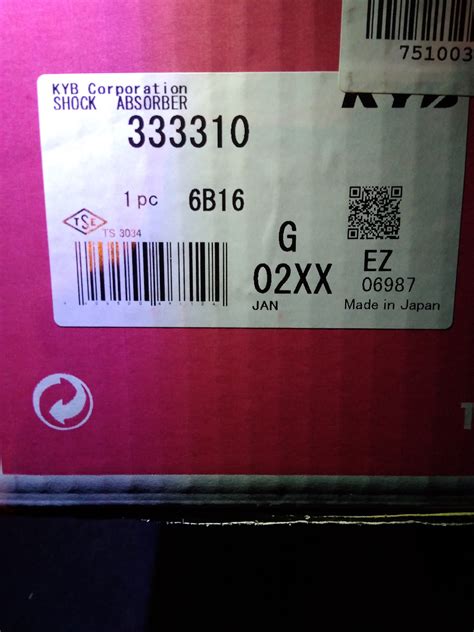 751003
KYB
KYB Corporation
SHOCK ABSORBER
333310
1 pc 6B16
TSE
TS 3034
G
EZ
02XX
06987
JAN
Made in Japan